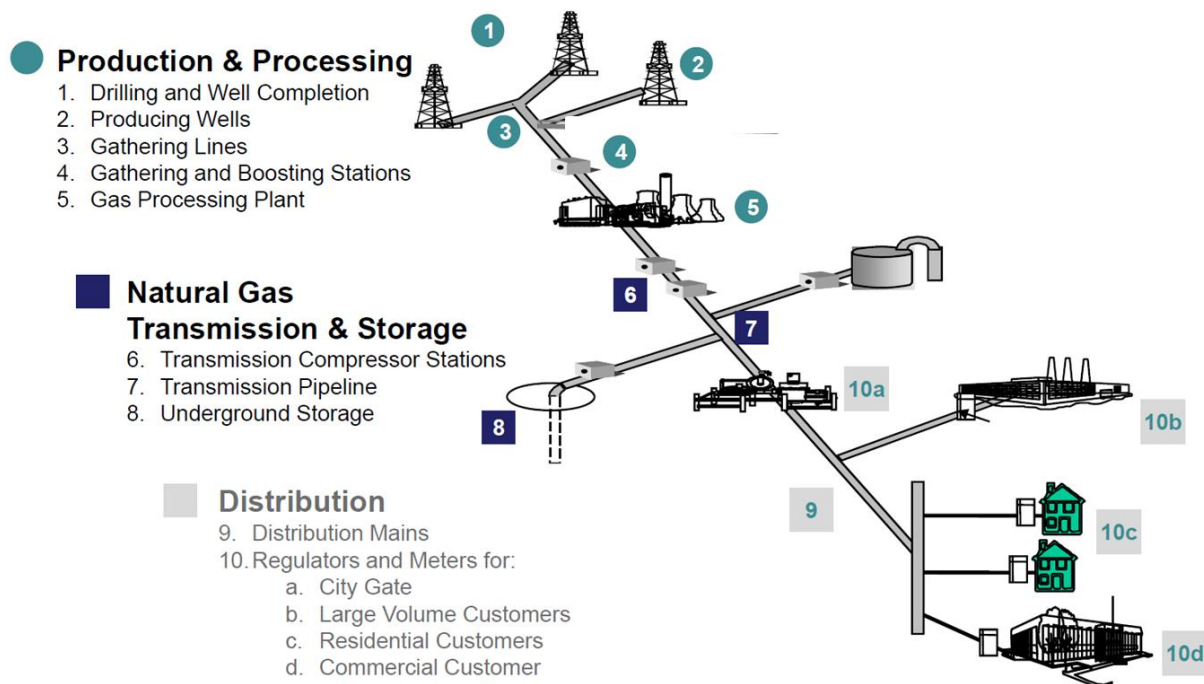 Production & Processing
1. Drilling and Well Completion
2. Producing Wells
3. Gathering Lines
4. Gathering and Boosting Stations
5. Gas Processing Plant
Natural Gas
Transmission & Storage
6. Transmission Compressor Stations
7. Transmission Pipeline
8. Underground Storage
Distribution
9. Distribution Mains
10. Regulators and Meters for:
a. City Gate
b. Large Volume Customers
c. Residential Customers
d. Commercial Customer
1
2
3
4
5
6
7
8
10a
10b
9
10c
10d